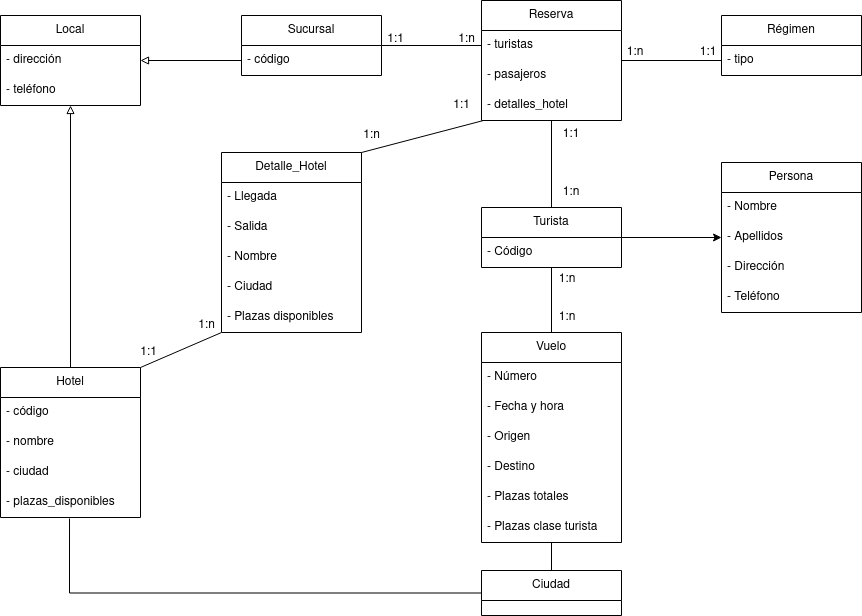 Local
- dirección
- teléfono
Sucursal
- código
1:1
1:n
Reserva
- turistas
- pasajeros
- detalles_hotel
1:n
1:1
Régimen
- tipo
1:1
1:n
1:1
1:n
Detalle_Hotel
- Llegada
- Salida
- Nombre
- Ciudad
- Plazas disponibles
Turista
- Código
Persona
- Nombre
- Apellidos
- Dirección
- Teléfono
1:n
1:n
1:n
1:1
Hotel
- código
- nombre
- ciudad
- plazas_disponibles
Vuelo
- Número
- Fecha y hora
- Origen
- Destino
- Plazas totales
- Plazas clase turista
Ciudad